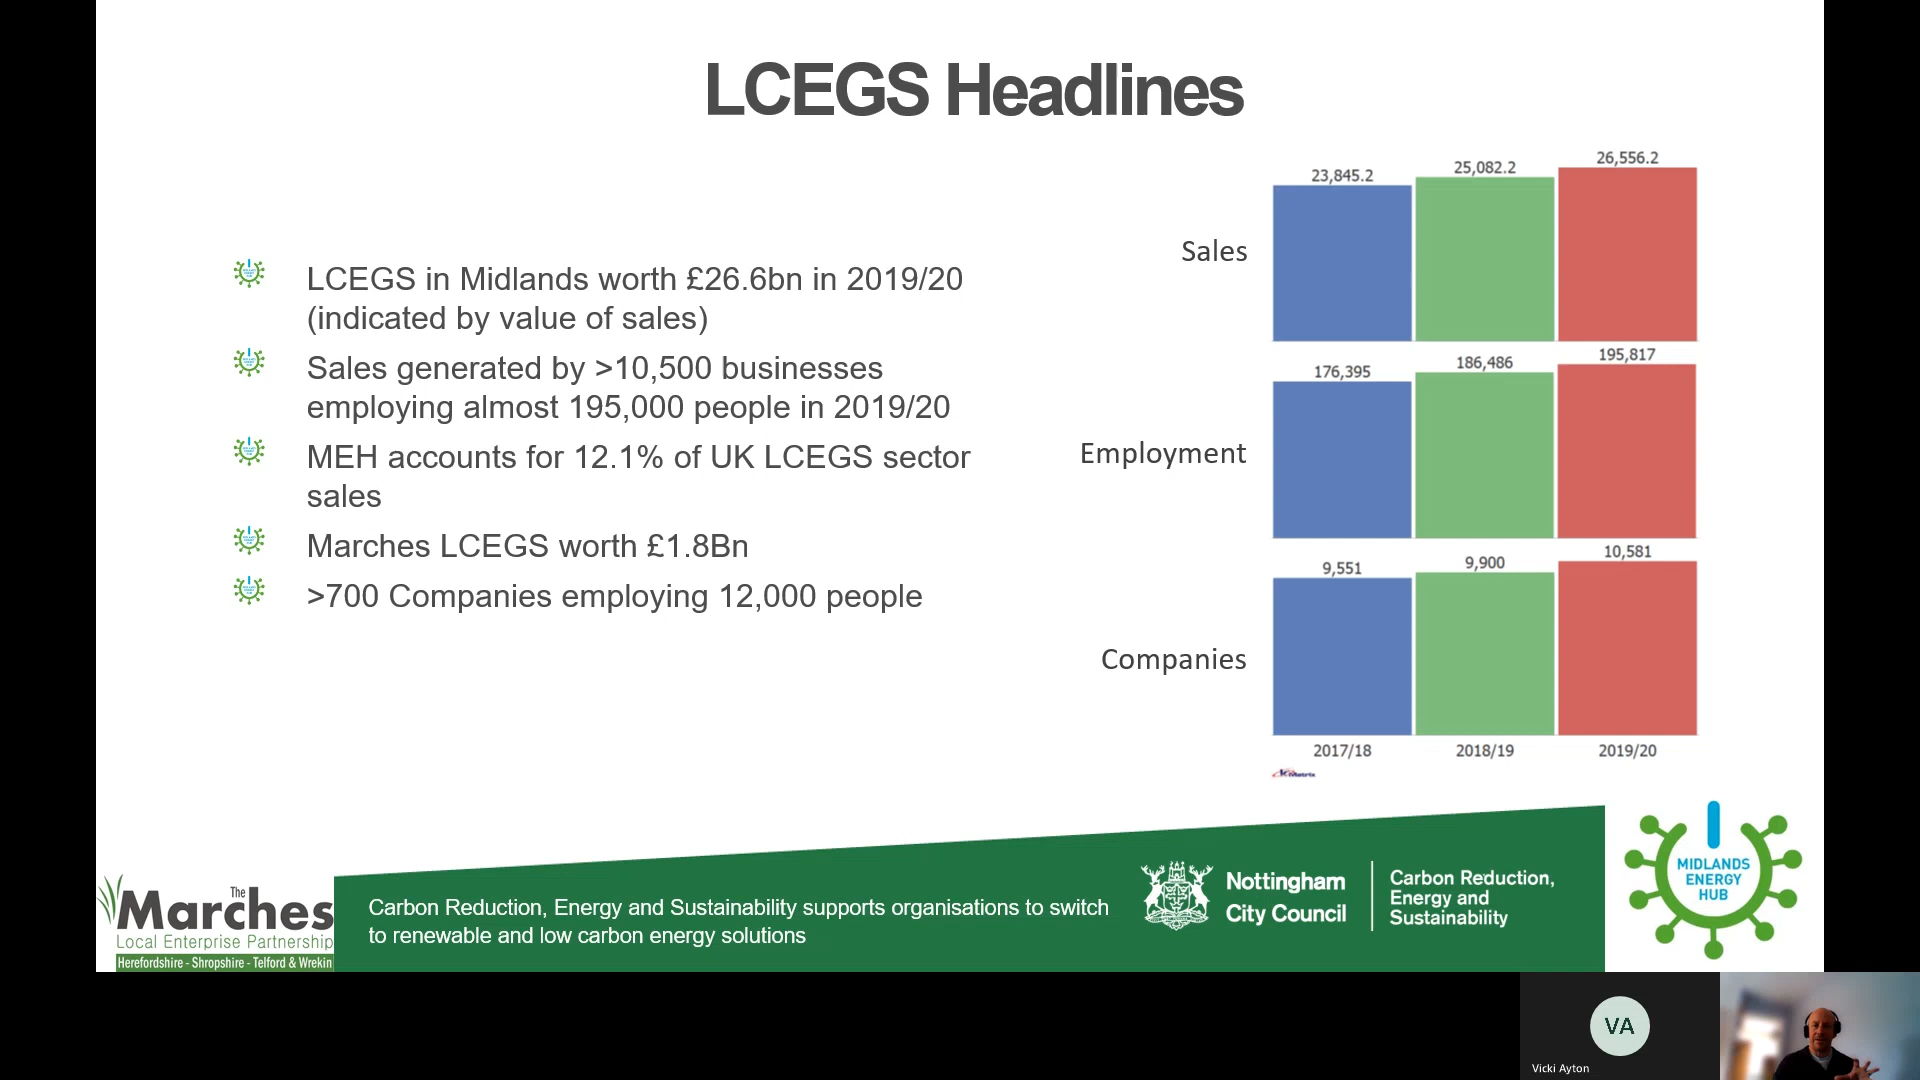 LCEGS Headlines
LCEGS in Midlands worth £26.6bn in 2019/20
(indicated by value of sales)
Sales generated by >10,500 businesses
employing almost 195,000 people in 2019/20
MEH accounts for 12.1% of UK LCEGS sector
sales
Marches LCEGS worth £1.8Bn
>700 Companies employing 12,000 people
Sales
23,845.2
25,082.2
26,556.2
Employment
176,395
186,486
195,817
Companies
9,551
9,900
10,581
2017/18
2018/19
2019/20
The
Marches
Local Enterprise Partnership
Herefordshire - Shropshire - Telford & Wrekin
Carbon Reduction, Energy and Sustainability supports organisations to switch
to renewable and low carbon energy solutions
Nottingham
City Council
Carbon Reduction,
Energy and
Sustainability
MIDLANDS
ENERGY
HUB
VA
Vicki Ayton